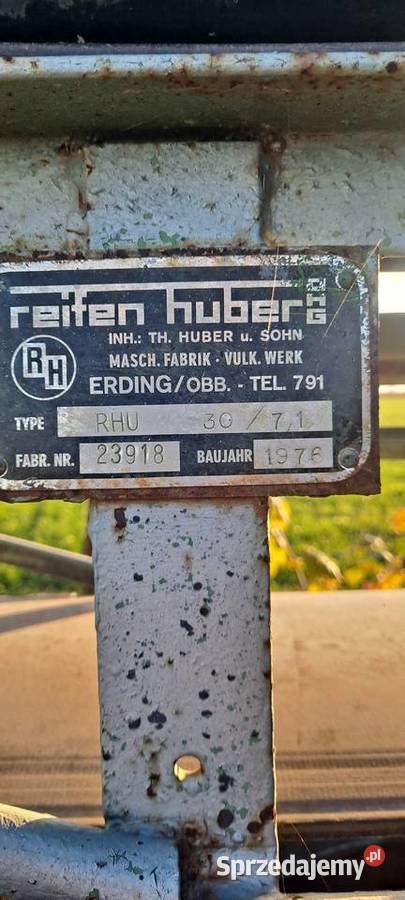 reifen huber OHG
INH.: TH. HUBER u. SOHN
RH
MASCH. FABRIK - VULK. WERK
ERDING/OBB. - TEL. 791
TYPE RHU 30 / 7,1
FABR. NR. 23918 BAUJAHR 1976
Sprzedajemy.pl